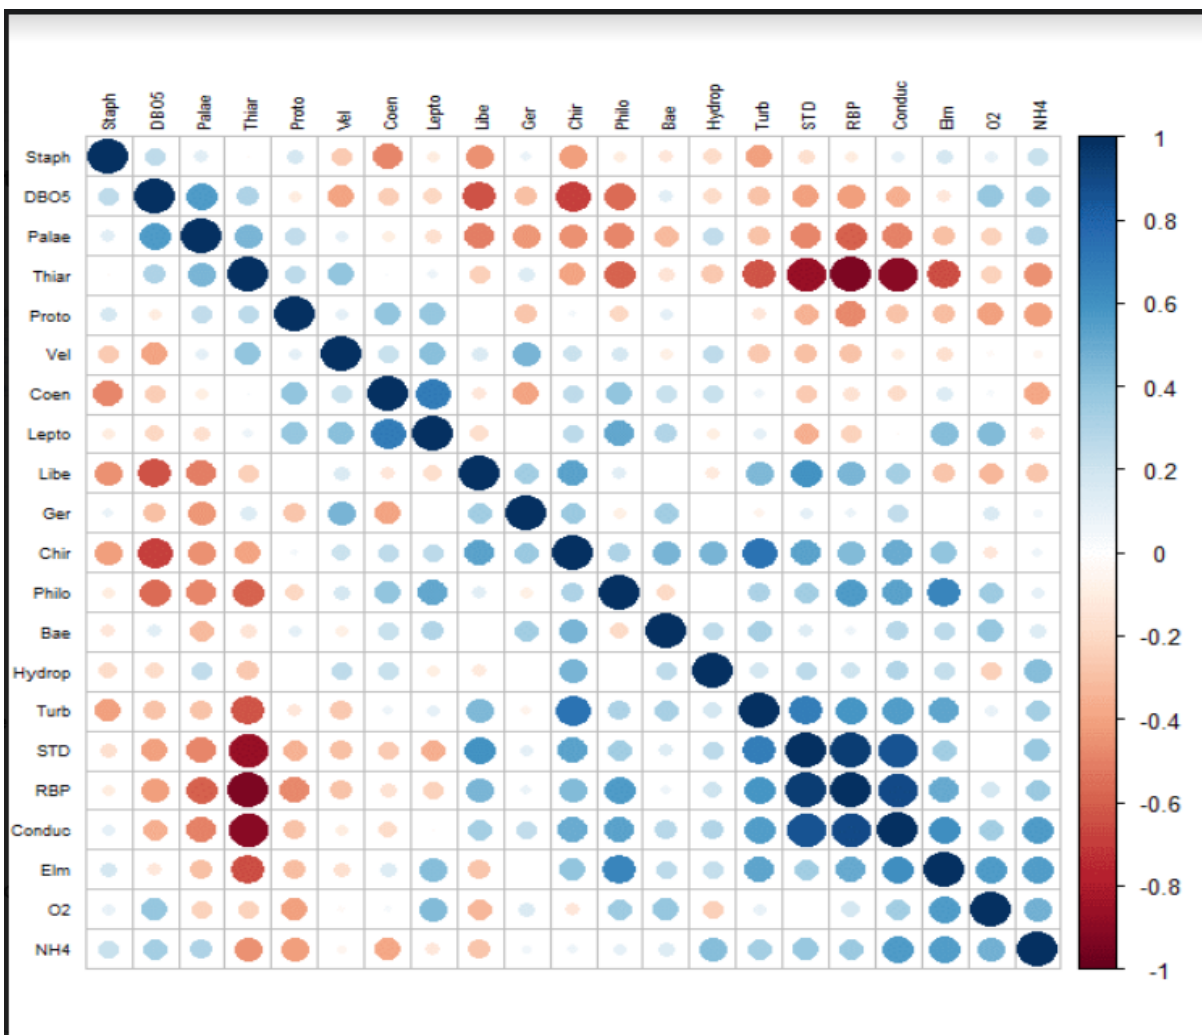 Staph DBO5 Palae Thiar Proto Vel Coen Lepto Libe Ger Chir Philo Bae Hydrop Turb STD RBP Conduc Elm O2 NH4
Staph
DBO5
Palae
Thiar
Proto
Vel
Coen
Lepto
Libe
Ger
Chir
Philo
Bae
Hydrop
Turb
STD
RBP
Conduc
Elm
O2
NH4
1
0.8
0.6
0.4
0.2
0
-0.2
-0.4
-0.6
-0.8
-1